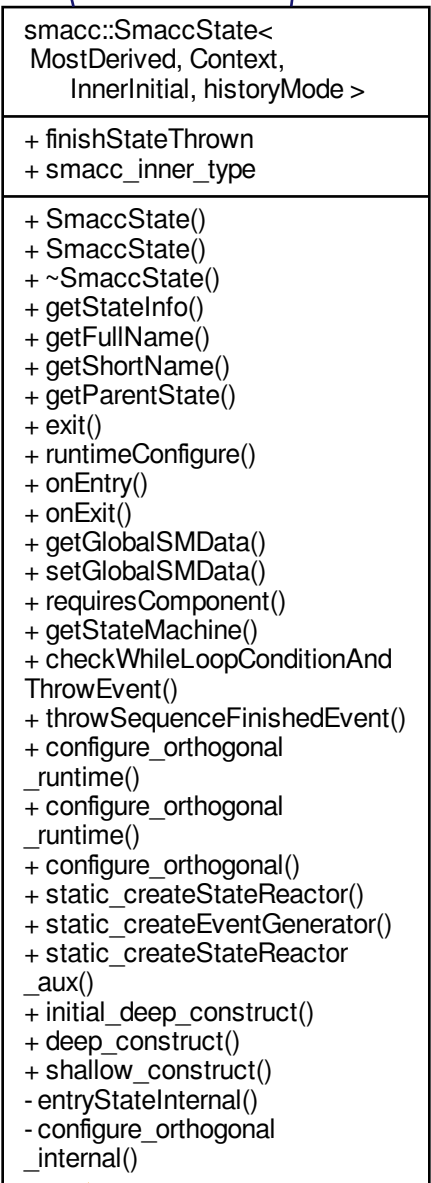 smacc::SmaccState<
MostDerived, Context,
InnerInitial, historyMode >
+ finishStateThrown
+ smacc_inner_type
+ SmaccState()
+ SmaccState()
+ ~SmaccState()
+ getStateInfo()
+ getFullName()
+ getShortName()
+ getParentState()
+ exit()
+ runtimeConfigure()
+ onEntry()
+ onExit()
+ getGlobalSMData()
+ setGlobalSMData()
+ requiresComponent()
+ getStateMachine()
+ checkWhileLoopConditionAnd
ThrowEvent()
+ throwSequenceFinishedEvent()
+ configure_orthogonal
_runtime()
+ configure_orthogonal
_runtime()
+ configure_orthogonal()
+ static_createStateReactor()
+ static_createEventGenerator()
+ static_createStateReactor
_aux()
+ initial_deep_construct()
+ deep_construct()
+ shallow_construct()
- entryStateInternal()
- configure_orthogonal
_internal()